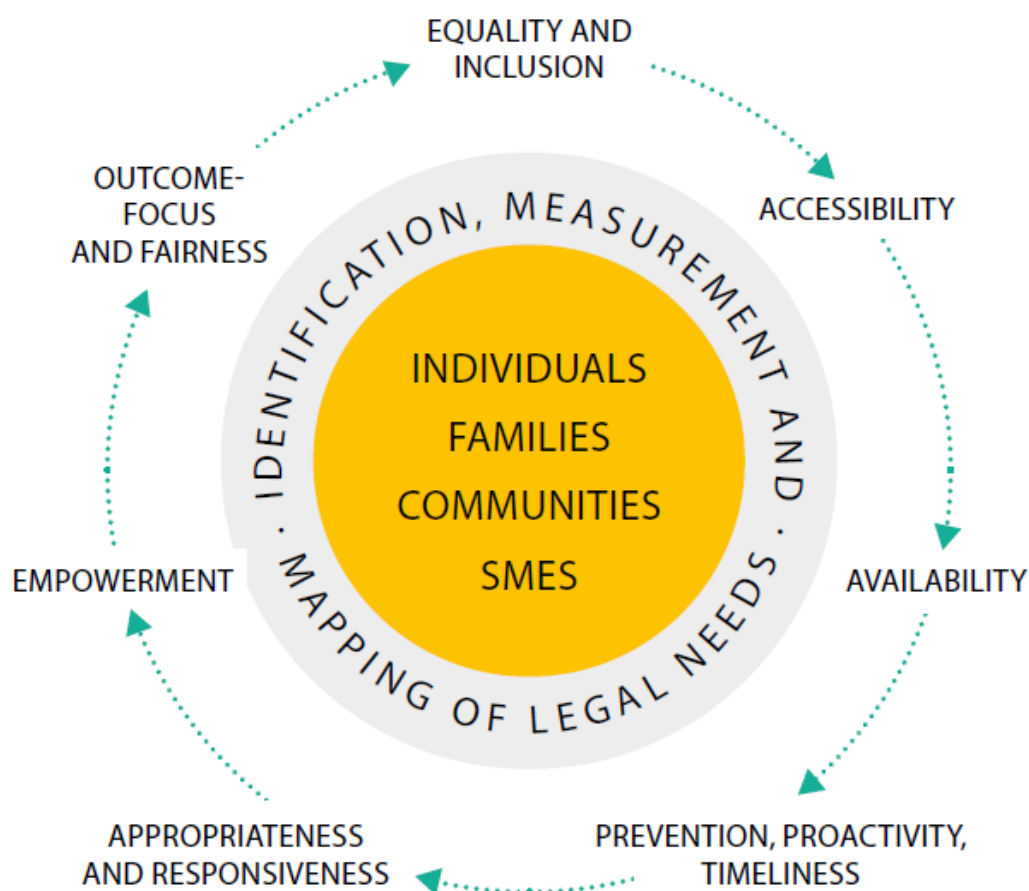 EQUALITY AND
INCLUSION
ACCESSIBILITY
AVAILABILITY
PREVENTION, PROACTIVITY,
TIMELINESS
APPROPRIATENESS
AND RESPONSIVENESS
EMPOWERMENT
OUTCOME-
FOCUS
AND FAIRNESS
· IDENTIFICATION, MEASUREMENT AND ·
MAPPING OF LEGAL NEEDS
INDIVIDUALS
FAMILIES
COMMUNITIES
SMES